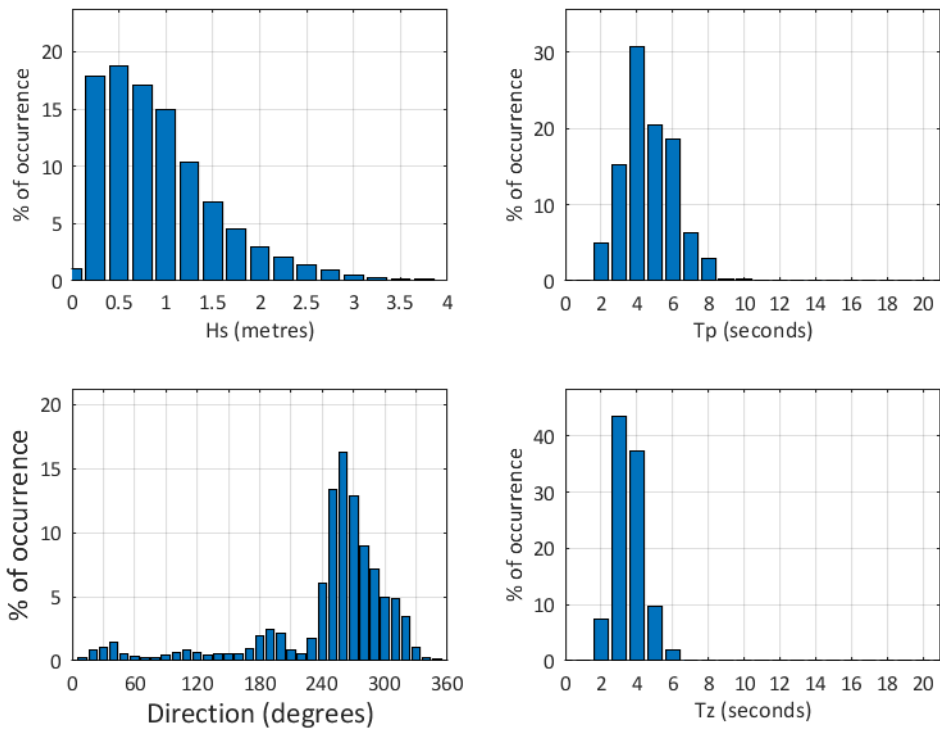 % of occurrence
20
15
10
5
0
0 0.5 1 1.5 2 2.5 3 3.5 4
Hs (metres)
% of occurrence
30
20
10
0
0 2 4 6 8 10 12 14 16 18 20
Tp (seconds)
% of occurrence
20
15
10
5
0
0 60 120 180 240 300 360
Direction (degrees)
% of occurrence
40
30
20
10
0
0 2 4 6 8 10 12 14 16 18 20
Tz (seconds)